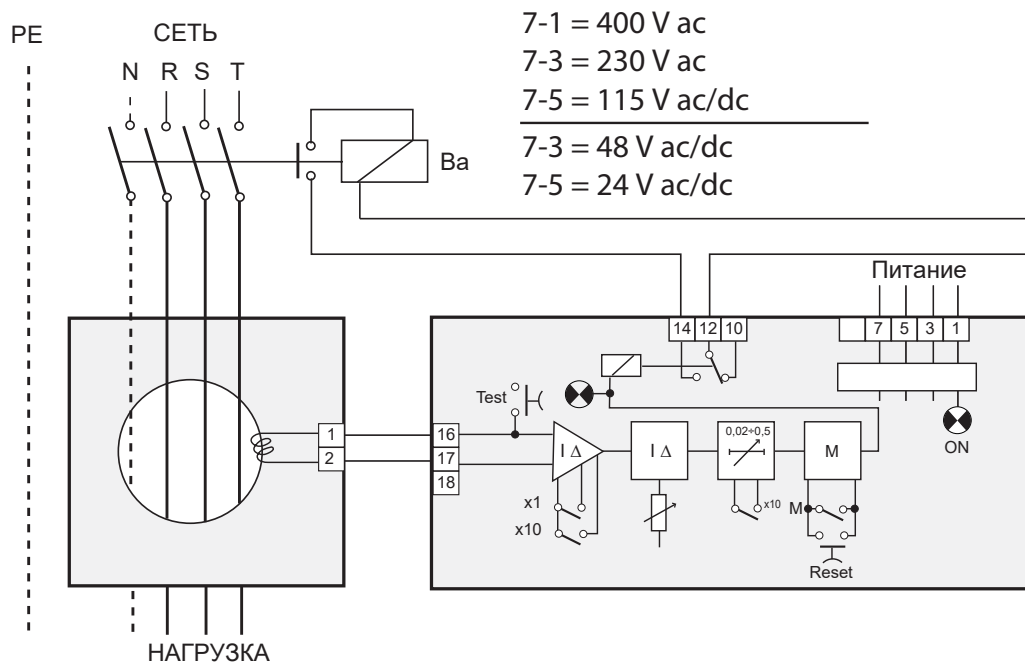 7-1 = 400 V ac
7-3 = 230 V ac
7-5 = 115 V ac/dc
7-3 = 48 V ac/dc
7-5 = 24 V ac/dc
PE
СЕТЬ
N R S T
Ba
Питание
14 12 10
7 5 3 1
Test
1
2
16
17
18
I Δ
I Δ
0,02÷0,5
M
ON
x1
x10
x10
M
Reset
НАГРУЗКА